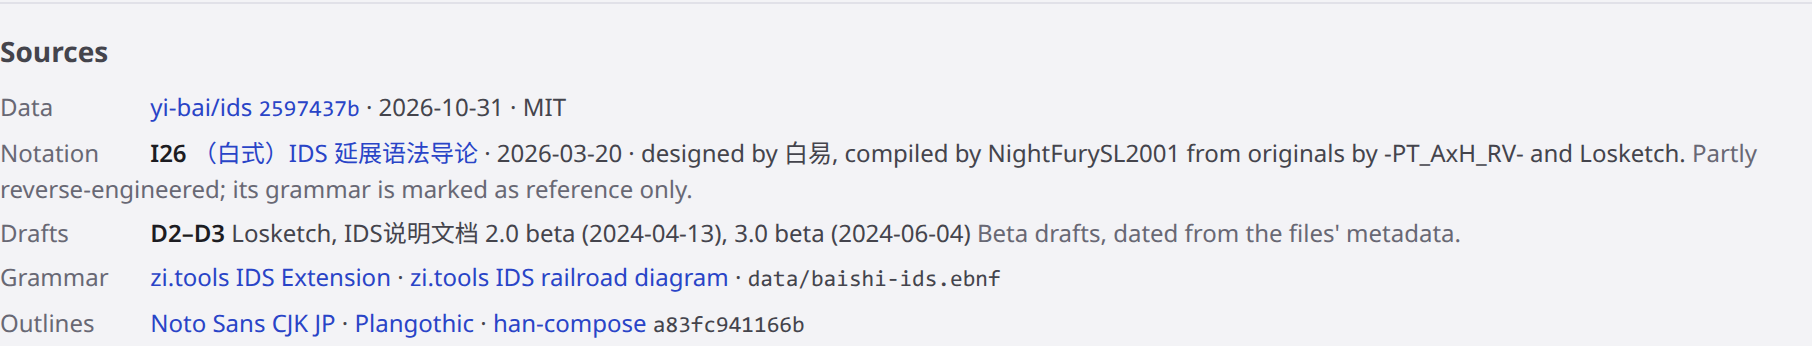 Sources
Data yi-bai/ids 2597437b · 2026-10-31 · MIT
Notation I26 （白式）IDS 延展语法导论 · 2026-03-20 · designed by 白易, compiled by NightFurySL2001 from originals by -PT_AxH_RV- and Losketch. Partly
reverse-engineered; its grammar is marked as reference only.
Drafts D2–D3 Losketch, IDS说明文档 2.0 beta (2024-04-13), 3.0 beta (2024-06-04) Beta drafts, dated from the files' metadata.
Grammar zi.tools IDS Extension · zi.tools IDS railroad diagram · data/baishi-ids.ebnf
Outlines Noto Sans CJK JP · Plangothic · han-compose a83fc941166b